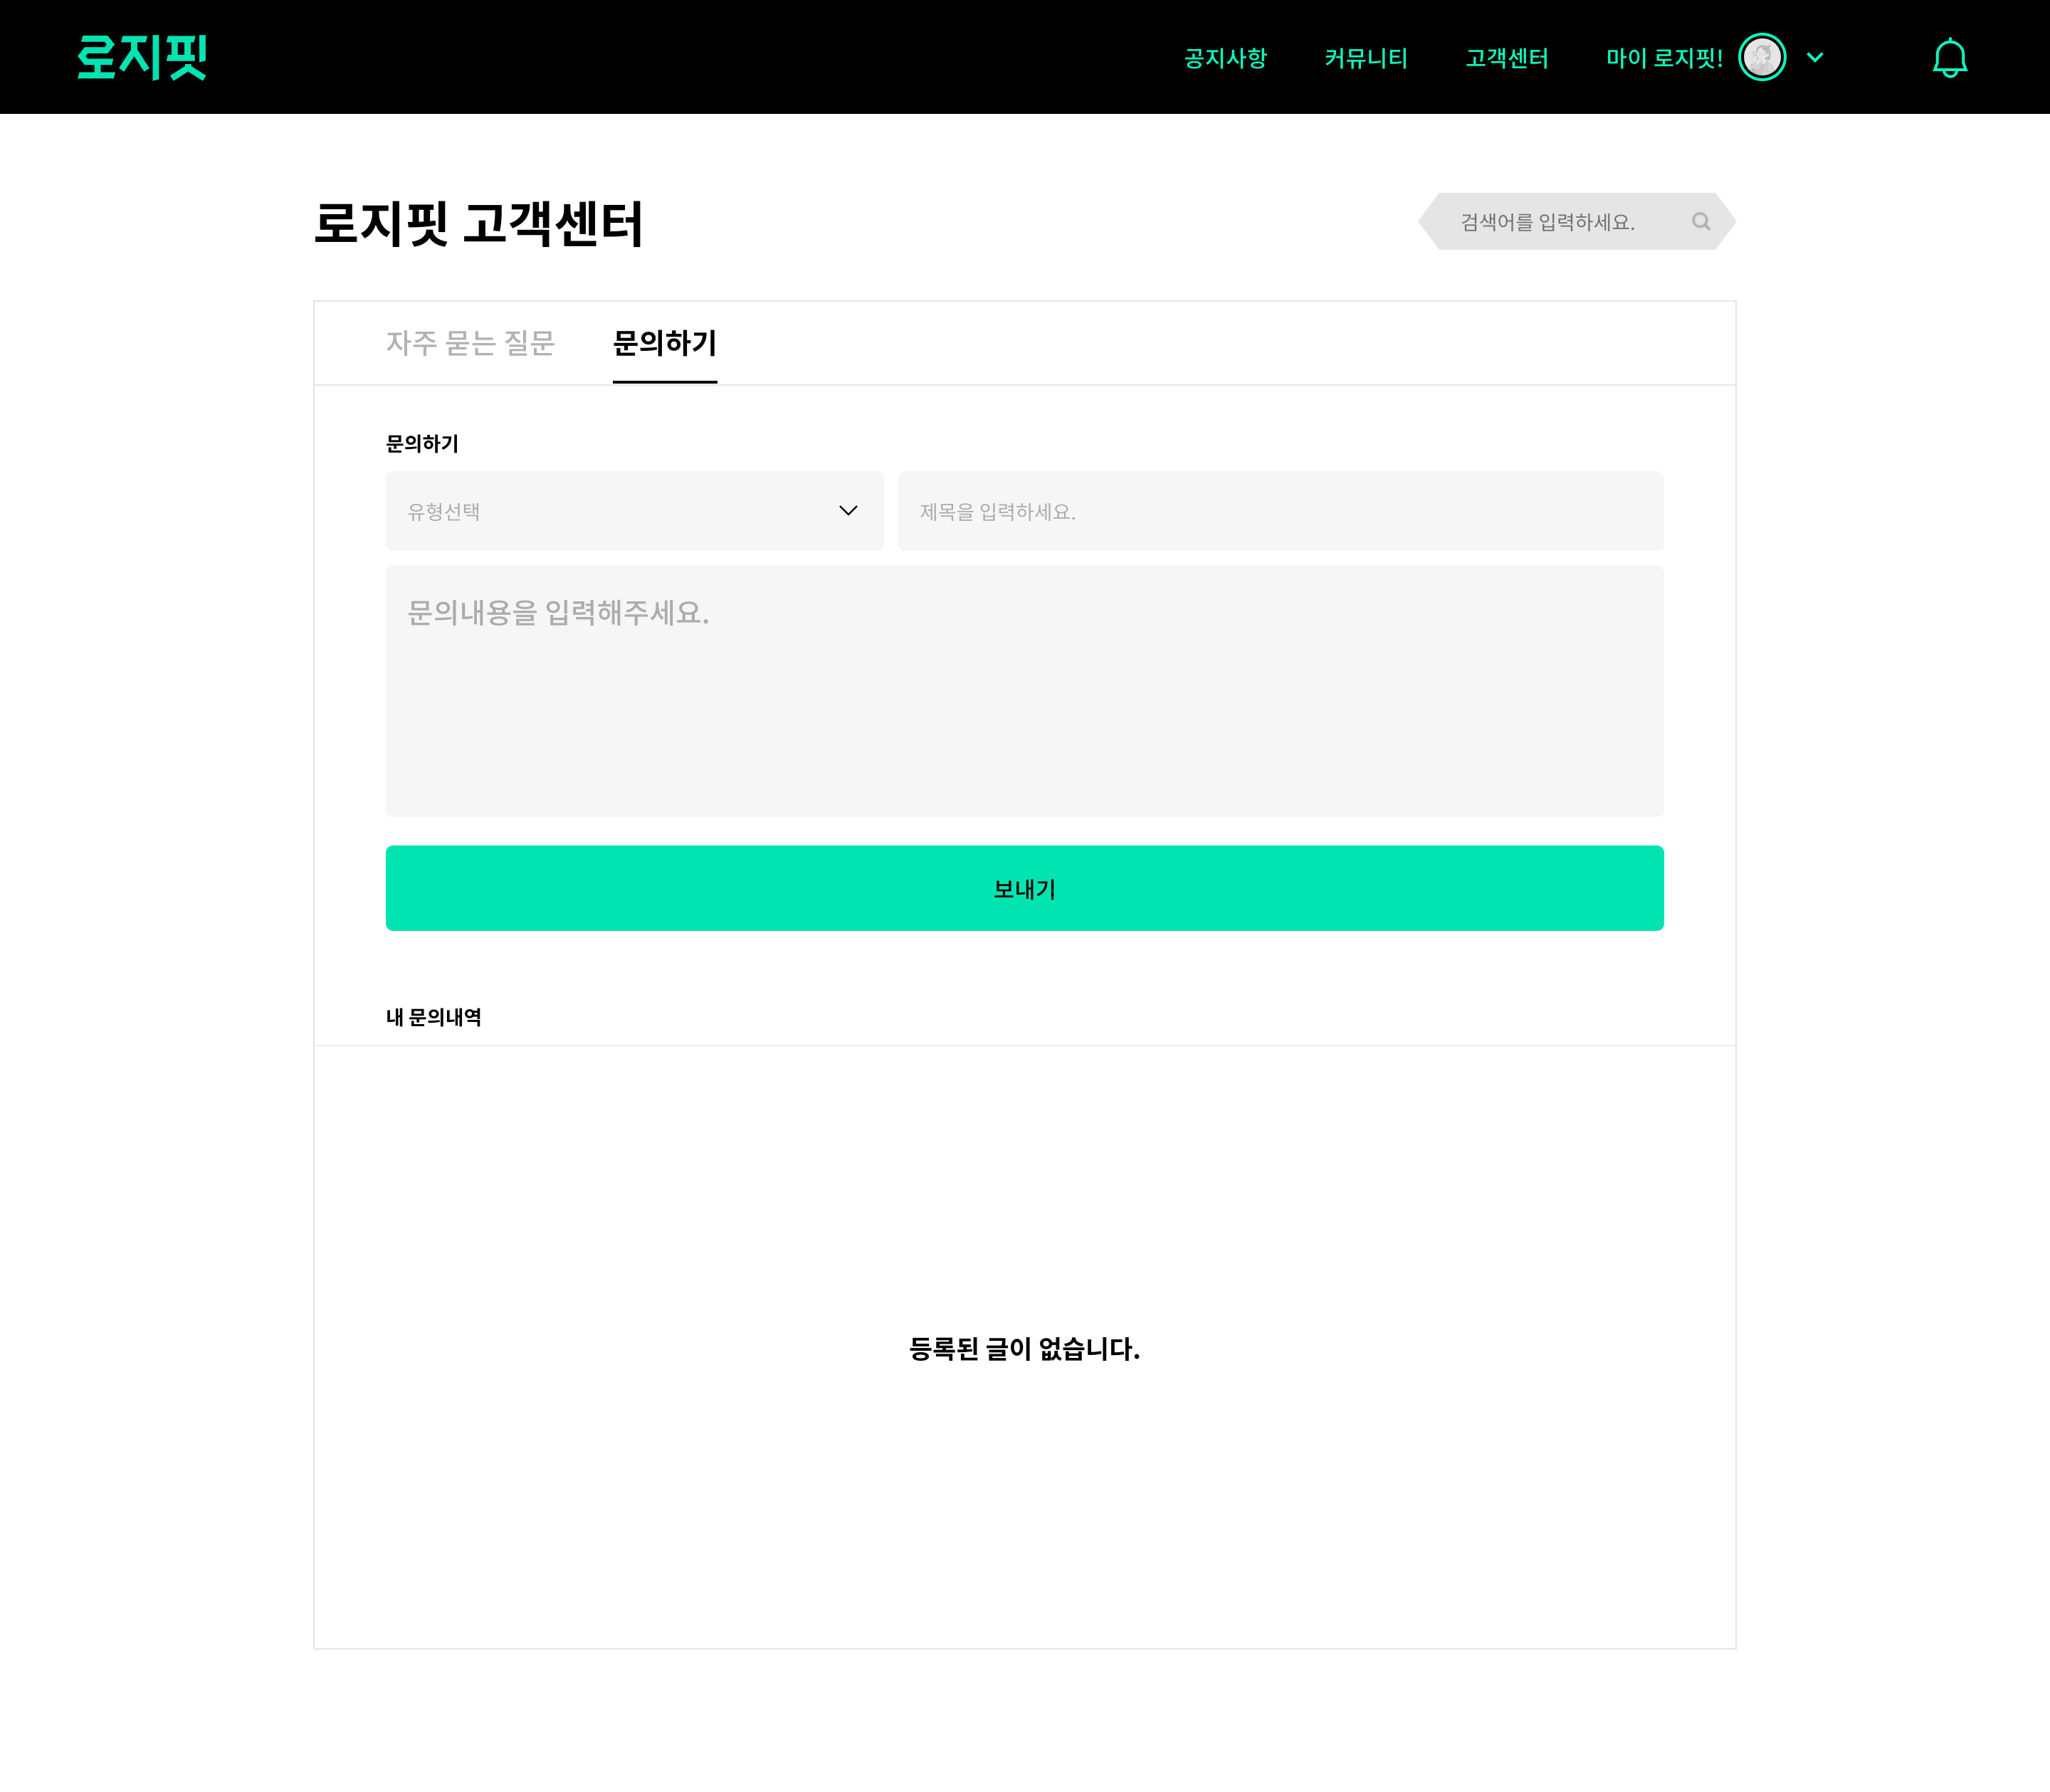 로지핏
공지사항 커뮤니티 고객센터 마이 로지핏!
로지핏 고객센터
검색어를 입력하세요.
자주 묻는 질문 문의하기
문의하기
유형선택 제목을 입력하세요.
문의내용을 입력해주세요.
보내기
내 문의내역
등록된 글이 없습니다.